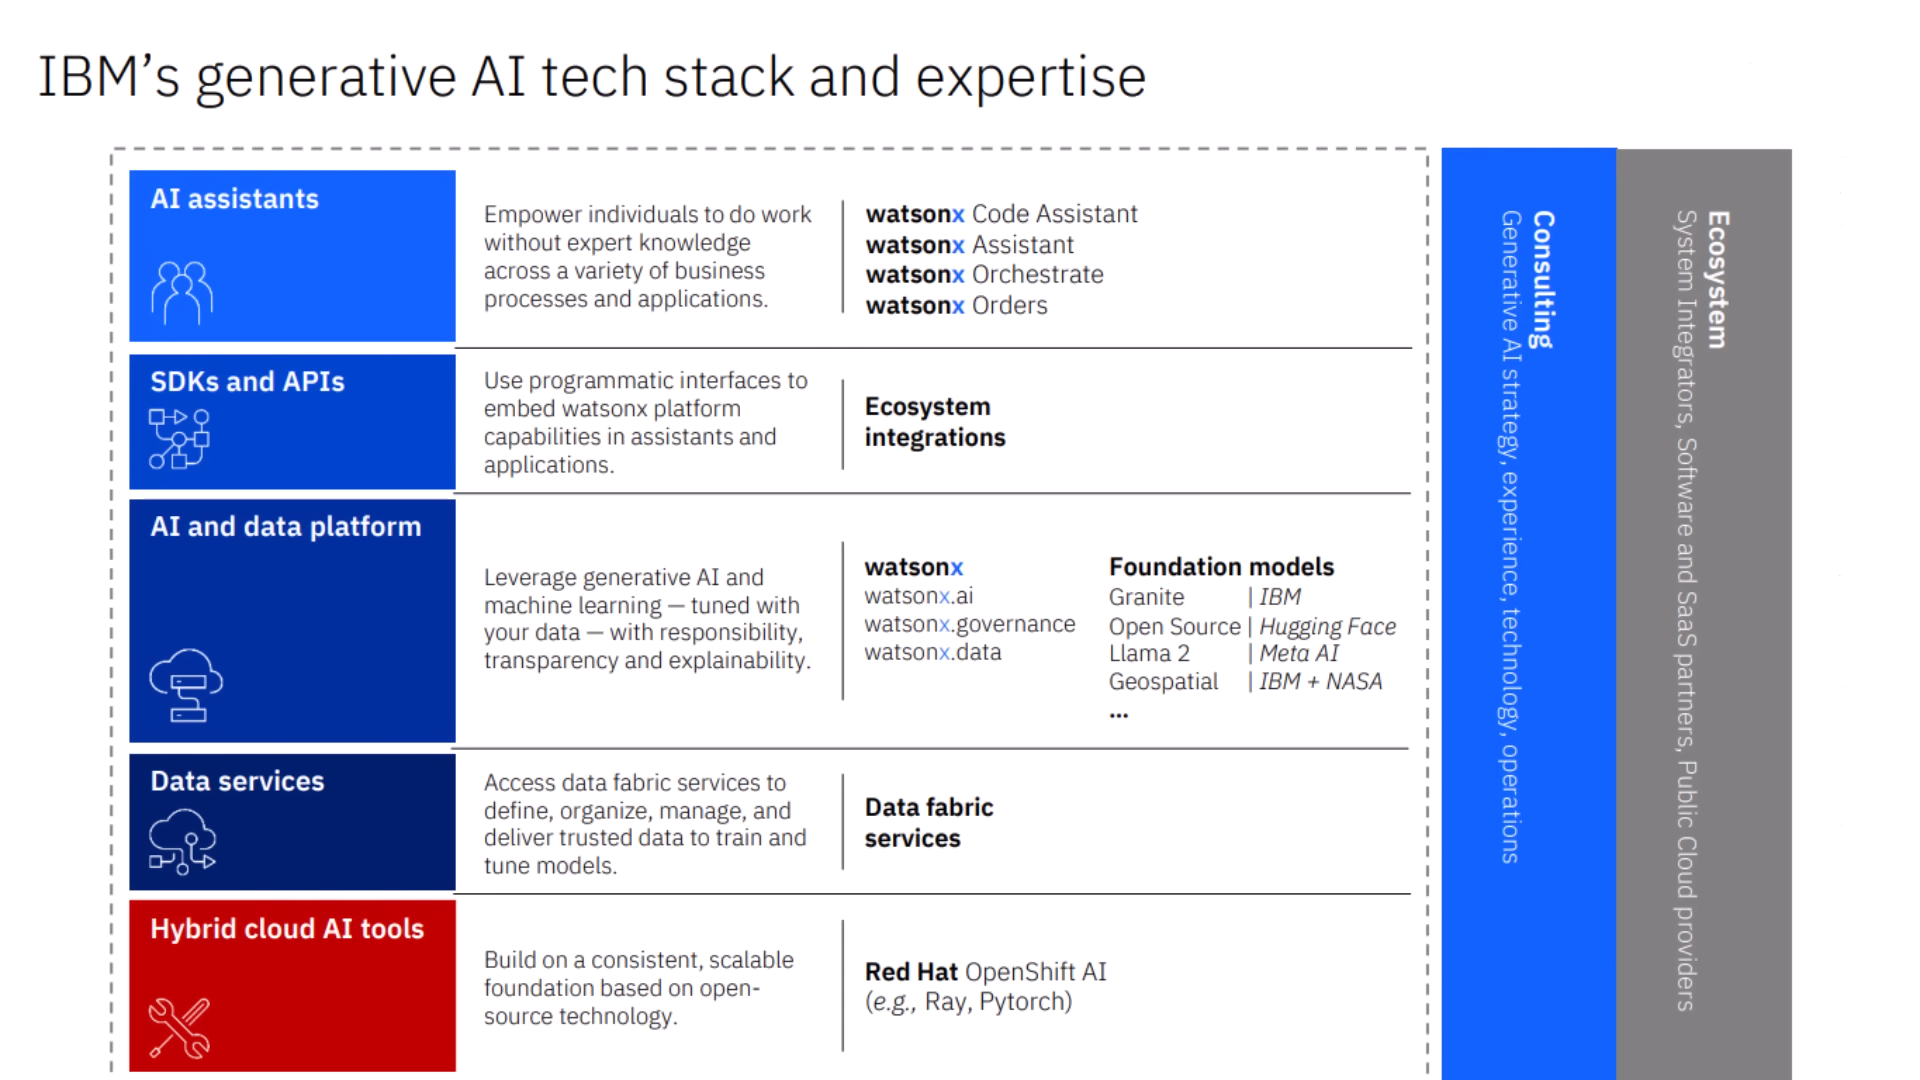 IBM’s generative AI tech stack and expertise
AI assistants
Empower individuals to do work
without expert knowledge
across a variety of business
processes and applications.
watsonx Code Assistant
watsonx Assistant
watsonx Orchestrate
watsonx Orders
SDKs and APIs
Use programmatic interfaces to
embed watsonx platform
capabilities in assistants and
applications.
Ecosystem
integrations
AI and data platform
Leverage generative AI and
machine learning — tuned with
your data — with responsibility,
transparency and explainability.
watsonx
watsonx.ai
watsonx.governance
watsonx.data
Foundation models
Granite | IBM
Open Source | Hugging Face
Llama 2 | Meta AI
Geospatial | IBM + NASA
...
Data services
Access data fabric services to
define, organize, manage, and
deliver trusted data to train and
tune models.
Data fabric
services
Hybrid cloud AI tools
Build on a consistent, scalable
foundation based on open-
source technology.
Red Hat OpenShift AI
(e.g., Ray, Pytorch)
Consulting
Generative AI strategy, experience, technology, operations
Ecosystem
System Integrators, Software and SaaS partners, Public Cloud providers